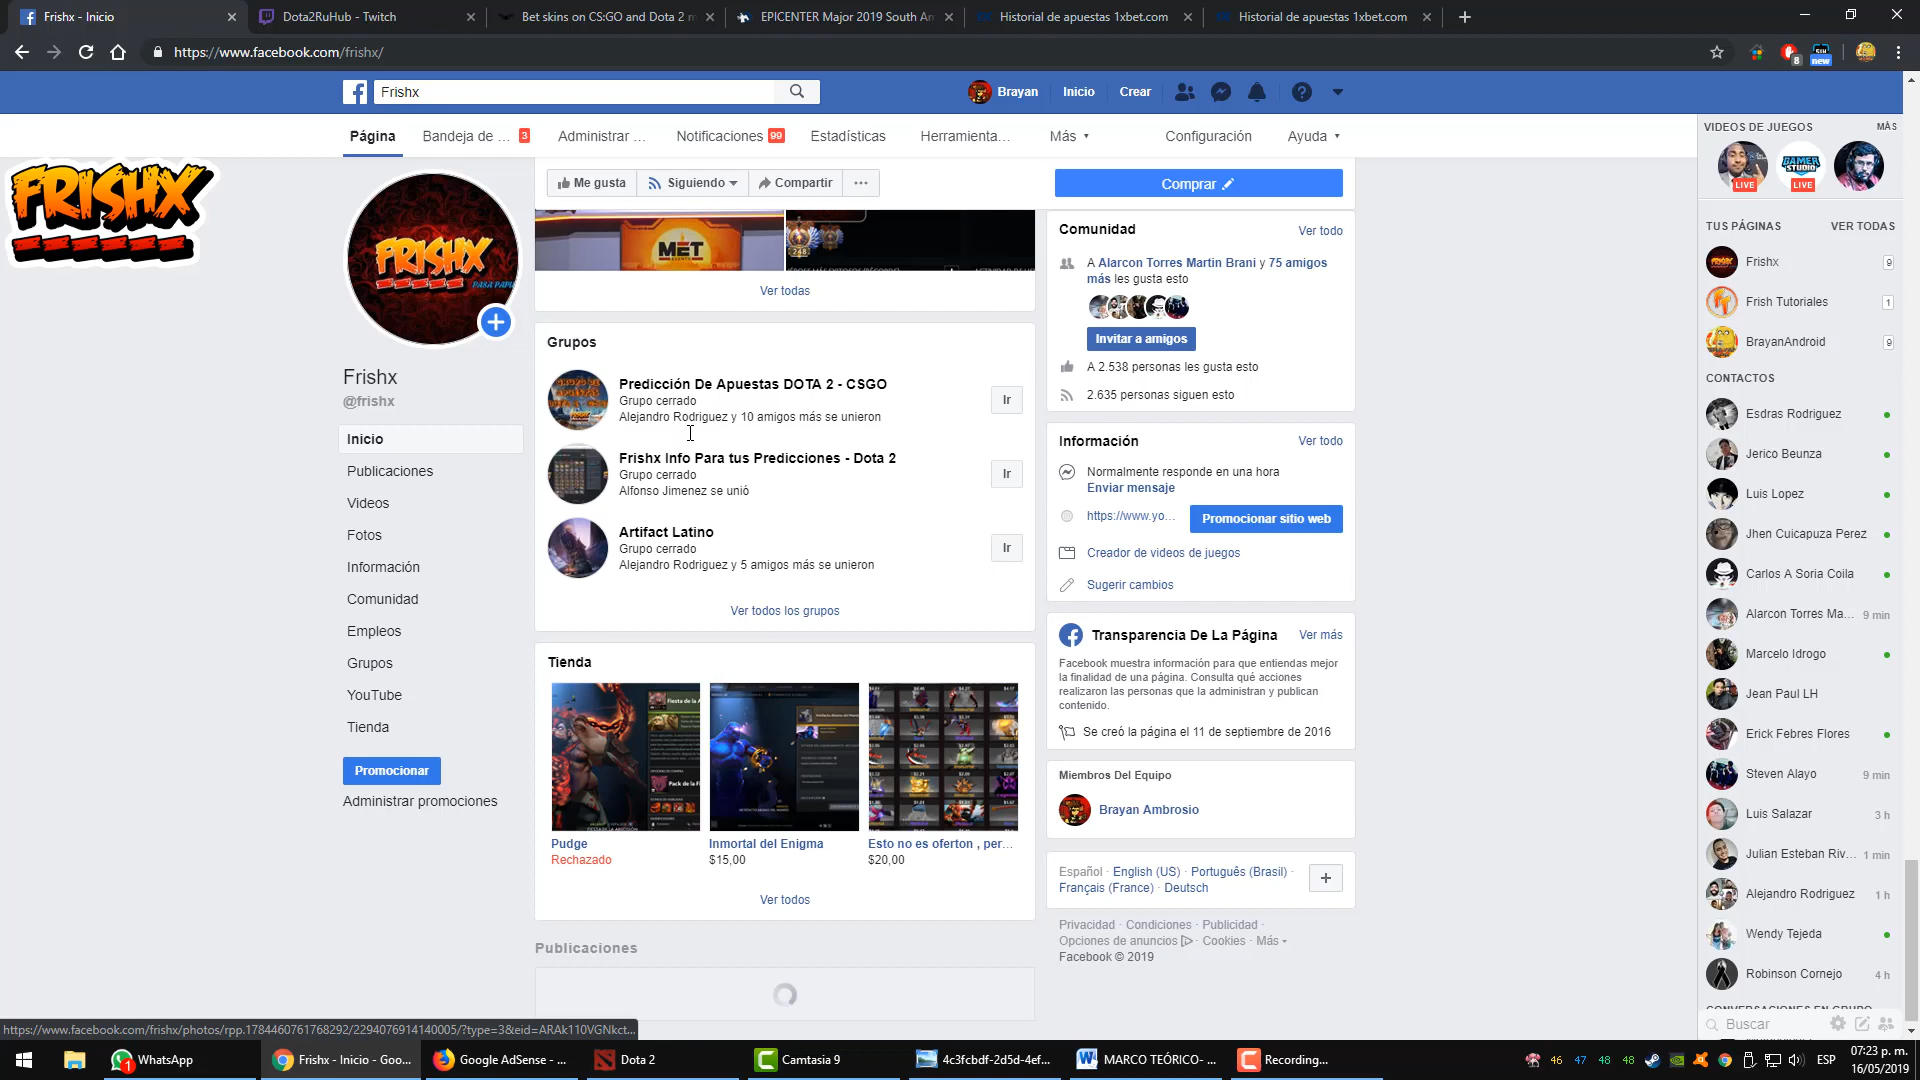 Frishx - Inicio
Dota2RuHub - Twitch
Bet skins on CS:GO and Dota 2 m
EPICENTER Major 2019 South Am
Historial de apuestas 1xbet.com
Historial de apuestas 1xbet.com
https://www.facebook.com/frishx/
8
new
Frishx
Brayan
Inicio
Crear
Página
Bandeja de ...
3
Administrar ...
Notificaciones
99
Estadísticas
Herramienta...
Más
Configuración
Ayuda
FRISHX
FRISHX
Frishx
@frishx
Inicio
Publicaciones
Videos
Fotos
Información
Comunidad
Empleos
Grupos
YouTube
Tienda
Promocionar
Administrar promociones
Me gusta
Siguiendo
Compartir
Comprar
MET
248
Ver todas
Grupos
Predicción De Apuestas DOTA 2 - CSGO
Grupo cerrado
Alejandro Rodriguez y 10 amigos más se unieron
Ir
Frishx Info Para tus Predicciones - Dota 2
Grupo cerrado
Alfonso Jimenez se unió
Ir
Artifact Latino
Grupo cerrado
Alejandro Rodriguez y 5 amigos más se unieron
Ir
Ver todos los grupos
Tienda
Pudge
Rechazado
Inmortal del Enigma
$15,00
Esto no es oferton , per...
$20,00
Ver todos
Publicaciones
Comunidad
Ver todo
A Alarcon Torres Martin Brani y 75 amigos
más les gusta esto
Invitar a amigos
A 2.538 personas les gusta esto
2.635 personas siguen esto
Información
Ver todo
Normalmente responde en una hora
Enviar mensaje
https://www.yo...
Promocionar sitio web
Creador de videos de juegos
Sugerir cambios
Transparencia De La Página
Ver más
Facebook muestra información para que entiendas mejor
la finalidad de una página. Consulta qué acciones
realizaron las personas que la administran y publican
contenido.
Se creó la página el 11 de septiembre de 2016
Miembros Del Equipo
Brayan Ambrosio
Español · English (US) · Português (Brasil) ·
Français (France) · Deutsch
Privacidad · Condiciones · Publicidad ·
Opciones de anuncios · Cookies · Más
Facebook © 2019
VIDEOS DE JUEGOS
MÁS
LIVE
GAMER STUDIO
LIVE
TUS PÁGINAS
VER TODAS
Frishx
9
Frish Tutoriales
1
BrayanAndroid
9
CONTACTOS
Esdras Rodriguez
Jerico Beunza
Luis Lopez
Jhen Cuicapuza Perez
Carlos A Soria Coila
Alarcon Torres Ma...
9 min
Marcelo Idrogo
Jean Paul LH
Erick Febres Flores
Steven Alayo
9 min
Luis Salazar
3 h
Julian Esteban Riv...
1 min
Alejandro Rodriguez
1 h
Wendy Tejeda
Robinson Cornejo
4 h
CONVERSACIONES EN GRUPO
Buscar
https://www.facebook.com/frishx/photos/rpp.1784460761768292/2294076914140005/?type=3&eid=ARAk110VGNkct...
1
WhatsApp
Frishx - Inicio - Goo...
Google AdSense - ...
Dota 2
Camtasia 9
4c3fcbdf-2d5d-4ef...
MARCO TEÓRICO- ...
Recording...
46
47
48
48
ESP
07:23 p. m.
16/05/2019